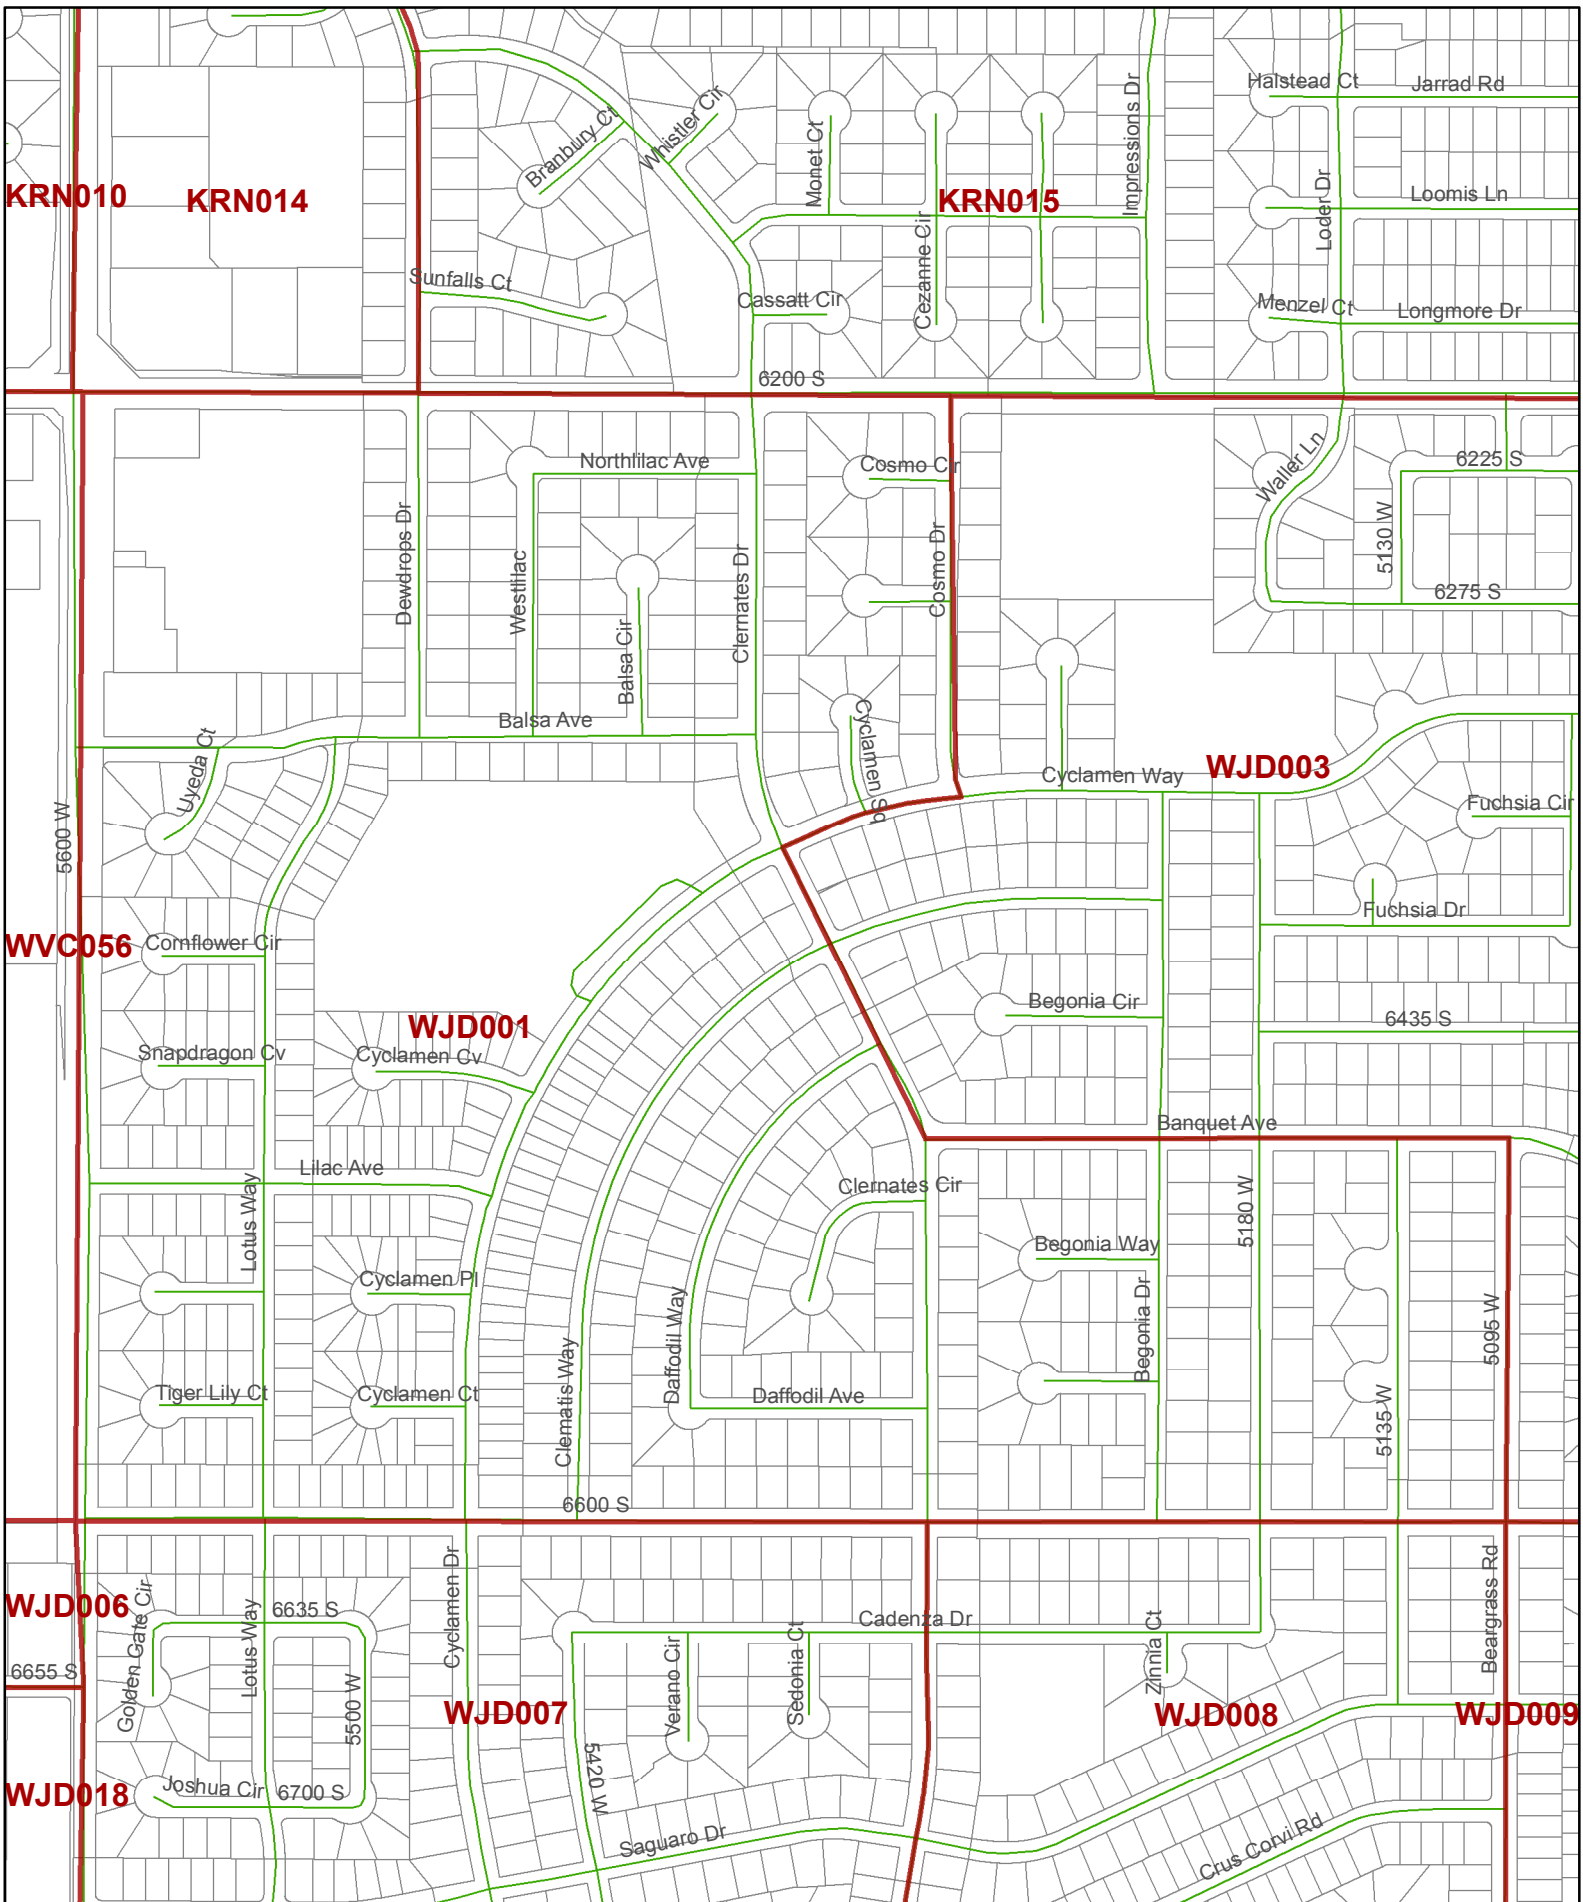 Halstead Ct
Jarrad Rd
Whistler Cir
Branbury Ct
Monet Ct
Impressions Dr
KRN010
KRN014
KRN015
Loomis Ln
Loder Dr
Sunfalls Ct
Cassatt Cir
Cezanne Cir
Menzel Ct
Longmore Dr
6200 S
Northlilac Ave
Cosmo Cir
Waller Ln
6225 S
Dewdrops Dr
Westlilac
Balsa Cir
Clernates Dr
Cosmo Dr
5130 W
6275 S
Balsa Ave
Uyeda Ct
Cyclamen Sq
Cyclamen Way
WJD003
Fuchsia Cir
5600 W
Fuchsia Dr
WVC056
Cornflower Cir
WJD001
Begonia Cir
6435 S
Snapdragon Cv
Cyclamen Cv
Banquet Ave
Lilac Ave
Lotus Way
Clernates Cir
5180 W
Begonia Way
Cyclamen Pl
Begonia Dr
5095 W
Daffodil Way
Clematis Way
Tiger Lily Ct
Cyclamen Ct
Daffodil Ave
5135 W
6600 S
WJD006
Golden Gate Cir
Lotus Way
6635 S
Cyclamen Dr
Cadenza Dr
Zinnia Ct
Beargrass Rd
6655 S
5500 W
Verano Cir
Sedonia Ct
WJD007
WJD008
WJD009
5420 W
WJD018
Joshua Cir
6700 S
Saguaro Dr
Crus Corvi Rd